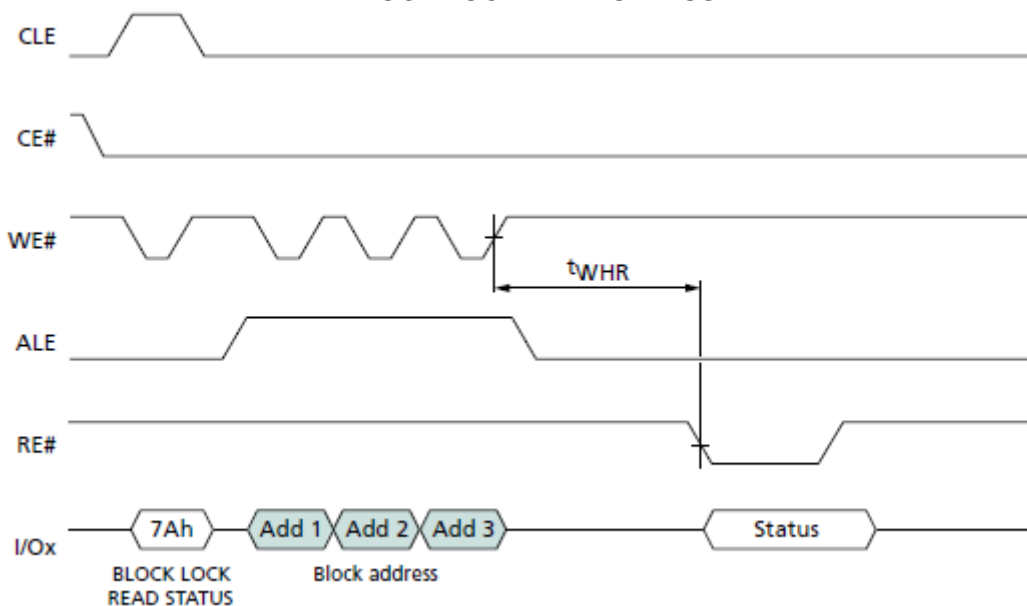 CLE
CE#
WE#
tWHR
ALE
RE#
I/Ox
7Ah
Add 1
Add 2
Add 3
Status
BLOCK LOCK
READ STATUS
Block address